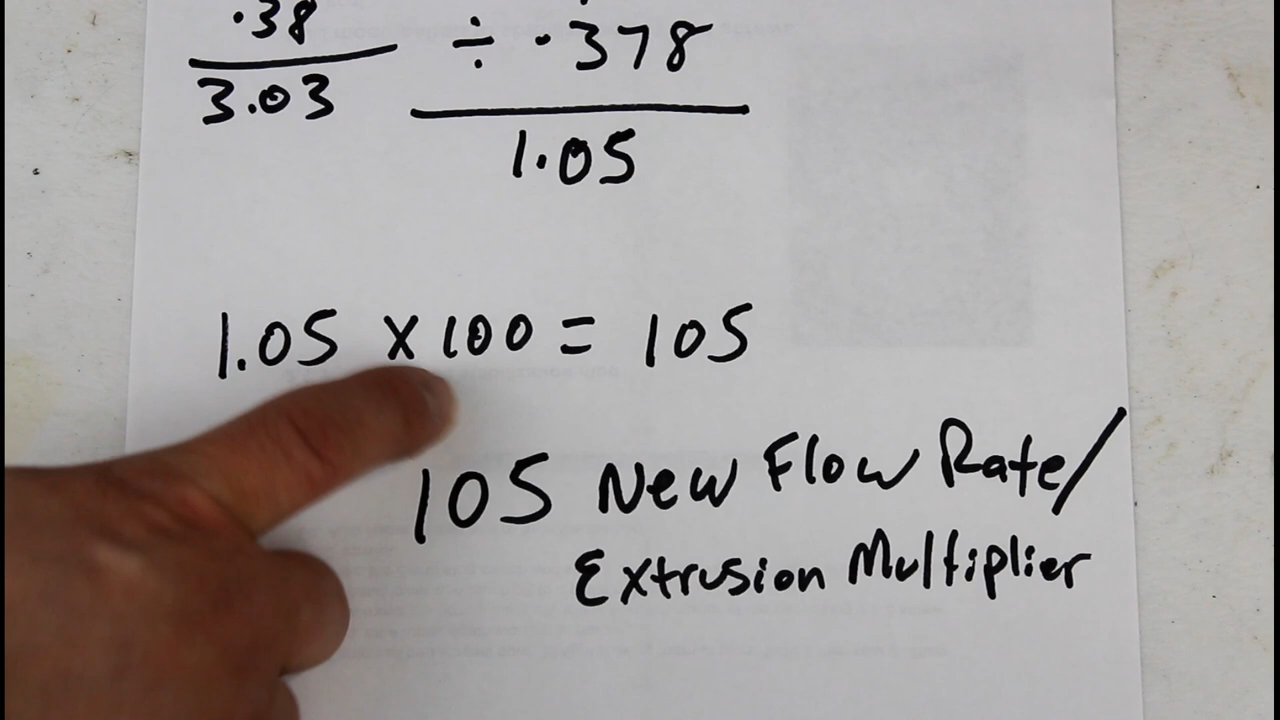 .38
3.03
÷ .378
1.05
1.05 x 100 = 105
105 New Flow Rate/
Extrusion Multiplier